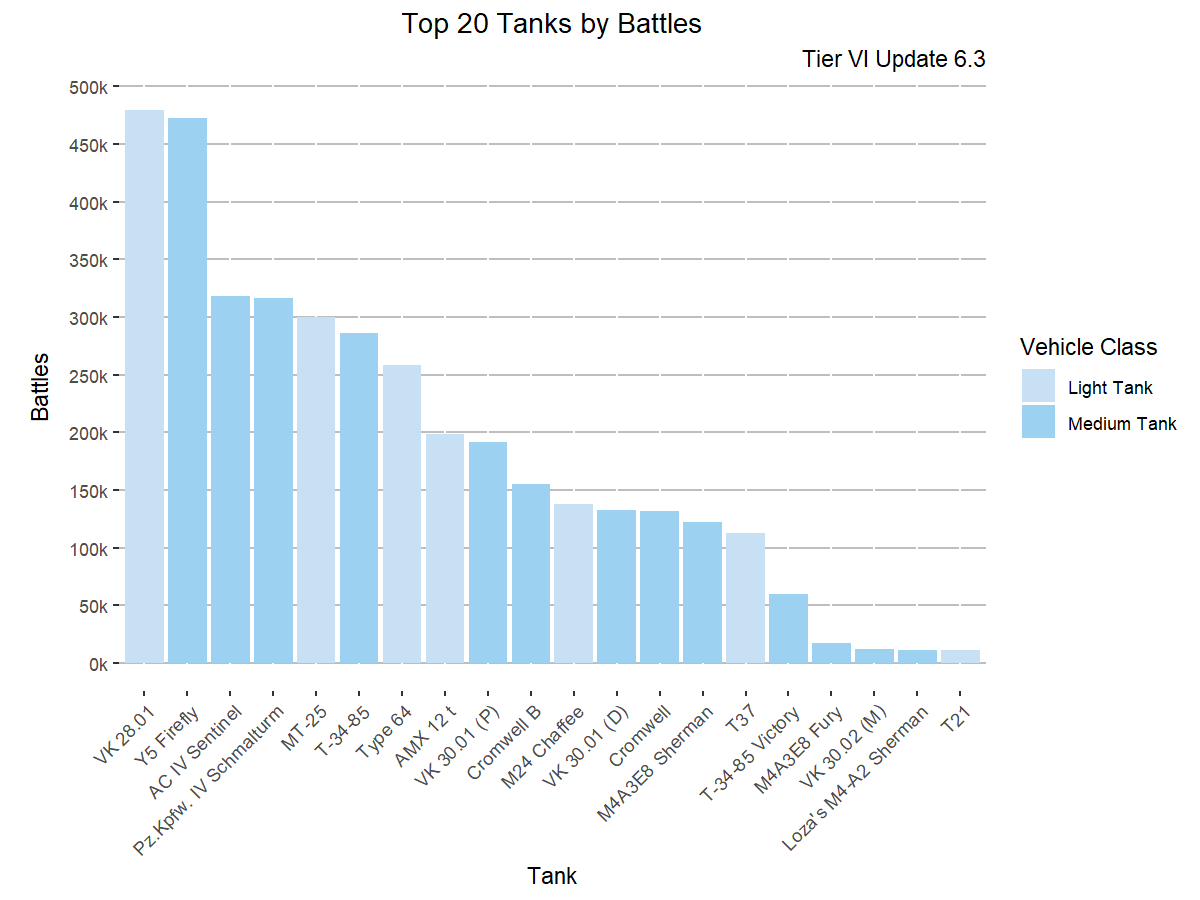 Top 20 Tanks by Battles
Tier VI Update 6.3
500k
450k
400k
350k
300k
250k
200k
150k
100k
50k
0k
Battles
VK 28.01
Y5 Firefly
AC IV Sentinel
Pz.Kpfw. IV Schmalturm
MT-25
T-34-85
Type 64
AMX 12 t
VK 30.01 (P)
Cromwell B
M24 Chaffee
VK 30.01 (D)
Cromwell
M4A3E8 Sherman
T37
T-34-85 Victory
M4A3E8 Fury
VK 30.02 (M)
Loza's M4-A2 Sherman
T21
Tank
Vehicle Class
Light Tank
Medium Tank